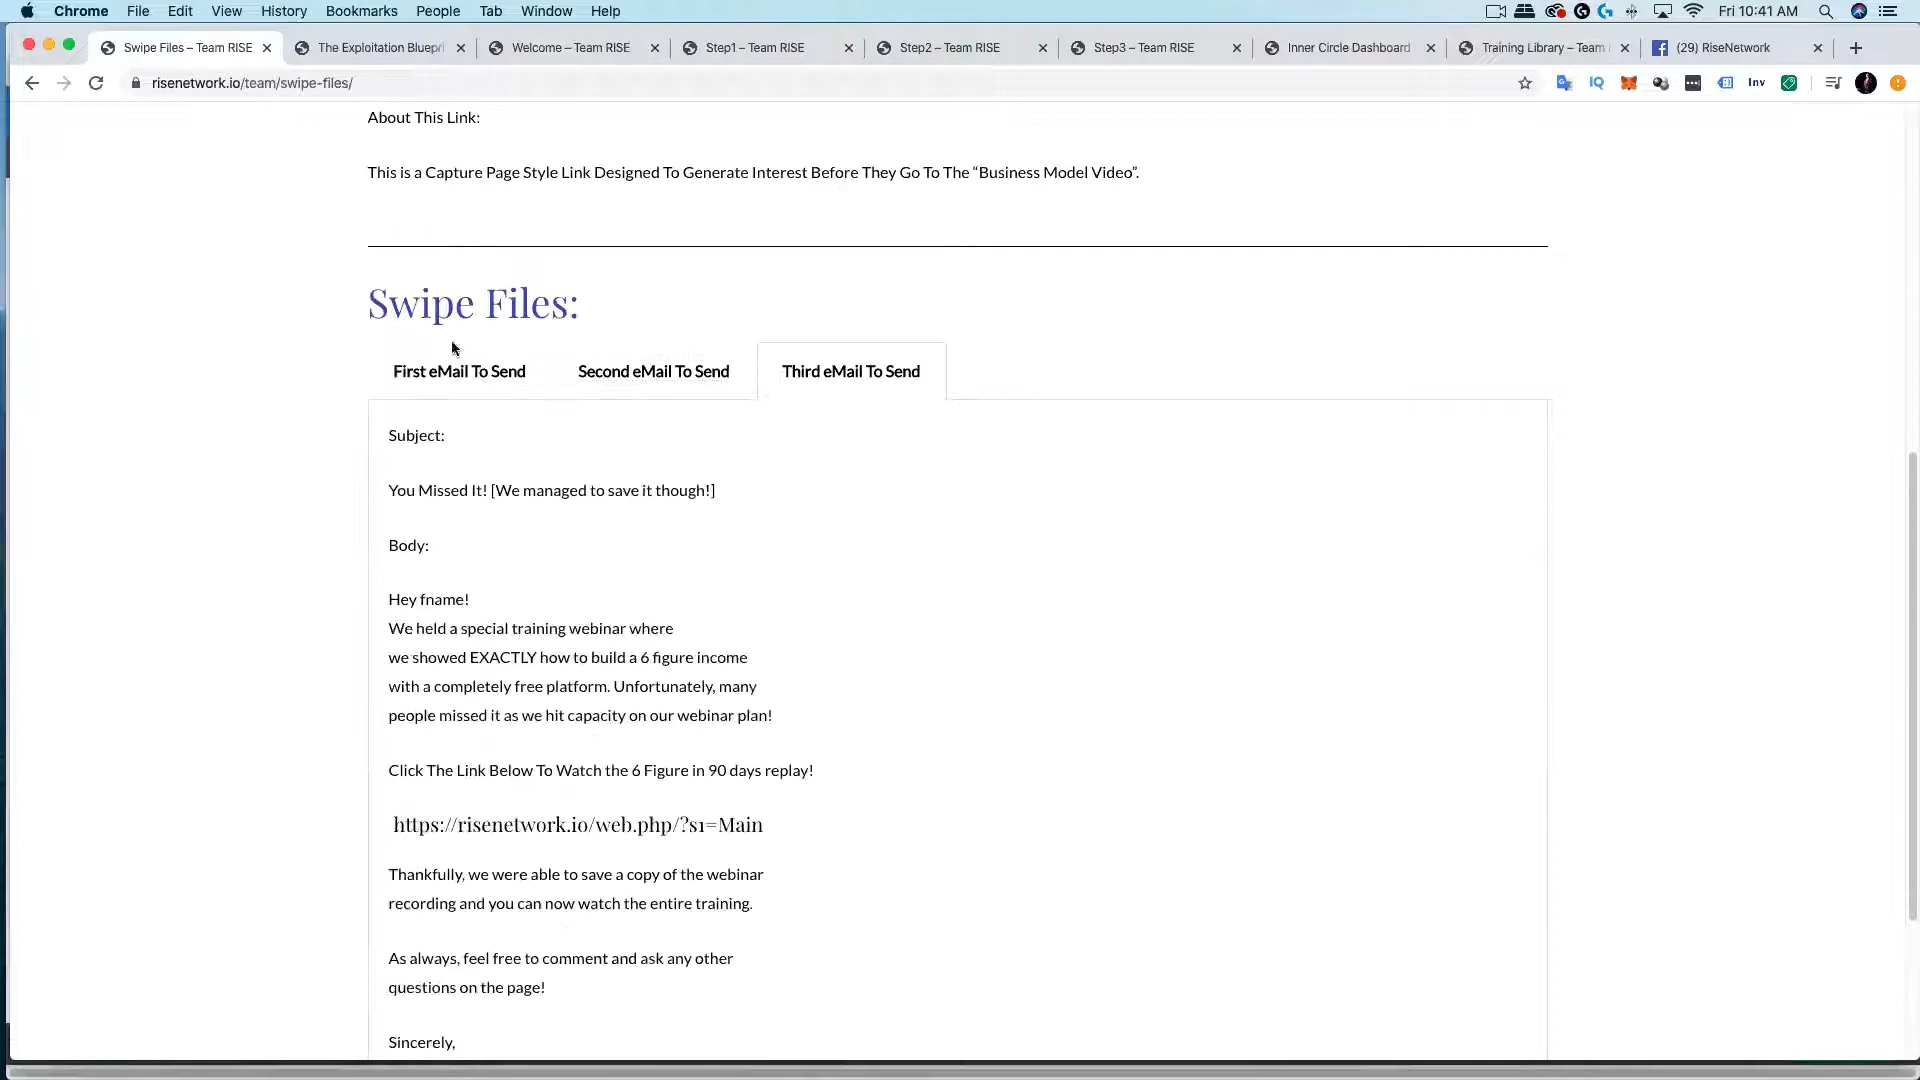 Chrome File Edit View History Bookmarks People Tab Window Help Fri 10:41 AM
Swipe Files – Team RISE The Exploitation Bluepr Welcome – Team RISE Step1 – Team RISE Step2 – Team RISE Step3 – Team RISE Inner Circle Dashboard Training Library – Team (29) RiseNetwork
risenetwork.io/team/swipe-files/ IQ Inv
About This Link:
This is a Capture Page Style Link Designed To Generate Interest Before They Go To The “Business Model Video”.
Swipe Files:
First eMail To Send Second eMail To Send Third eMail To Send
Subject:
You Missed It! [We managed to save it though!]
Body:
Hey fname!
We held a special training webinar where
we showed EXACTLY how to build a 6 figure income
with a completely free platform. Unfortunately, many
people missed it as we hit capacity on our webinar plan!
Click The Link Below To Watch the 6 Figure in 90 days replay!
https://risenetwork.io/web.php/?s1=Main
Thankfully, we were able to save a copy of the webinar
recording and you can now watch the entire training.
As always, feel free to comment and ask any other
questions on the page!
Sincerely,